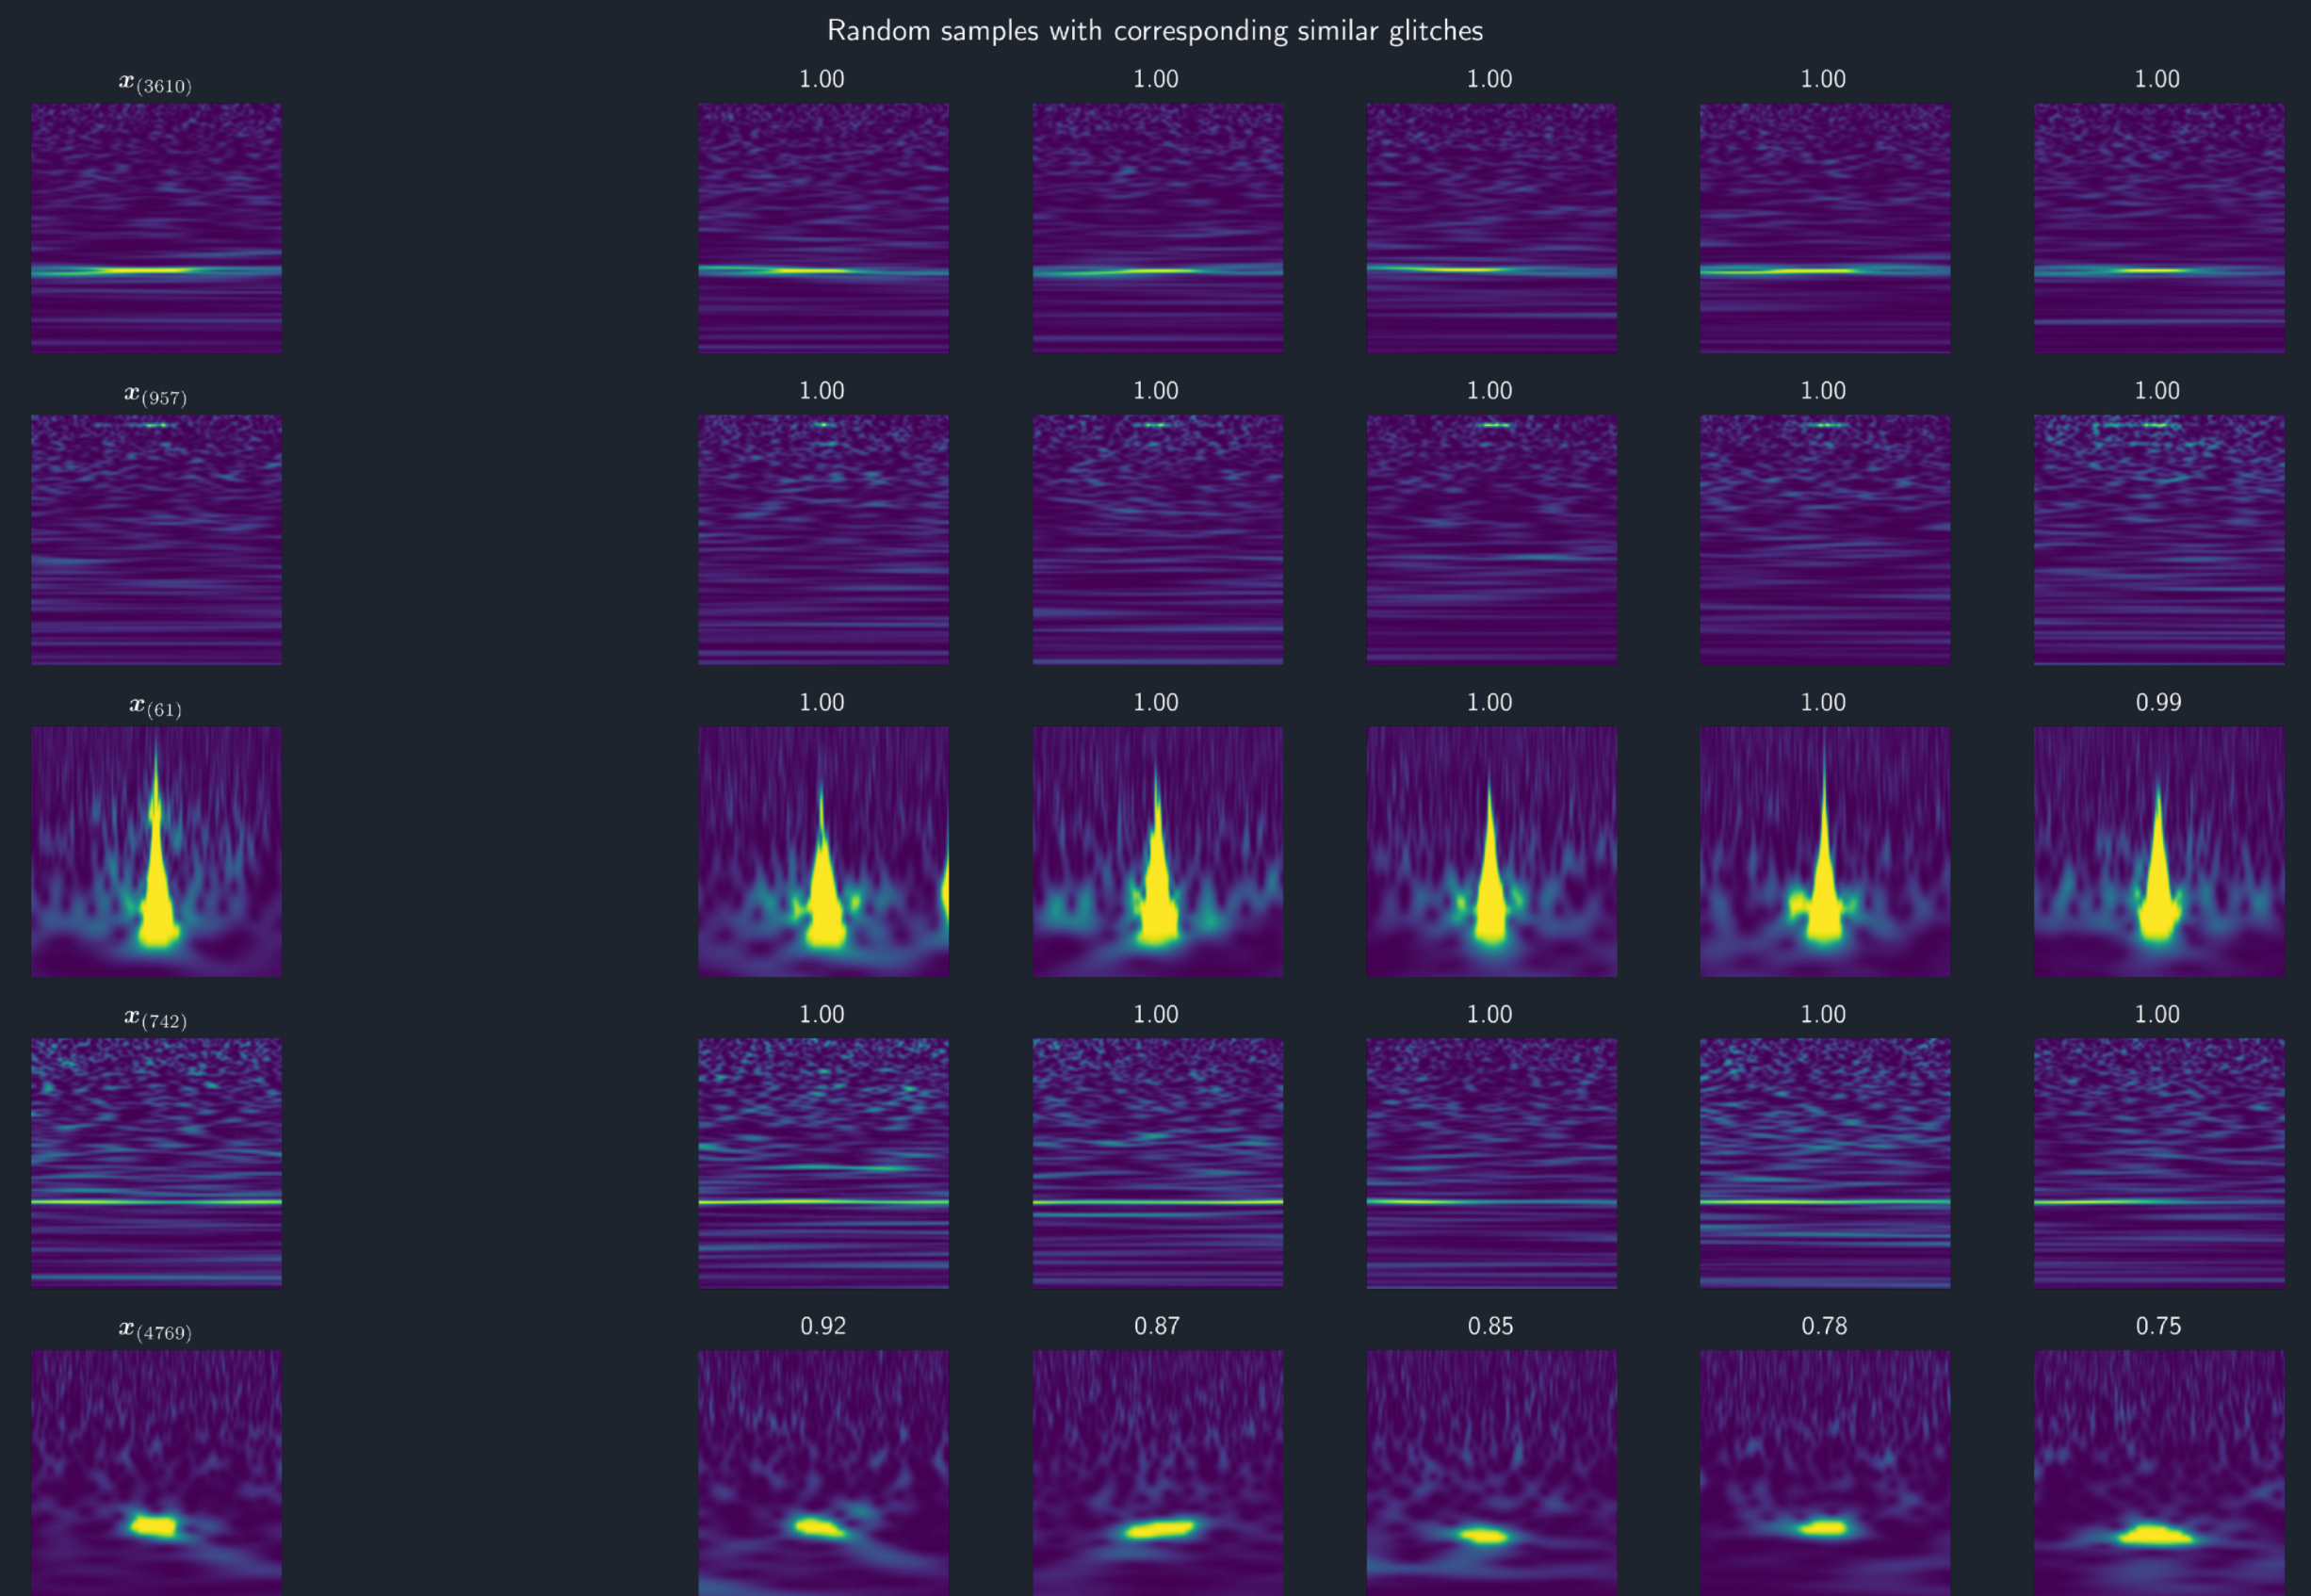 Random samples with corresponding similar glitches
x(3610) 1.00 1.00 1.00 1.00 1.00
x(957) 1.00 1.00 1.00 1.00 1.00
x(61) 1.00 1.00 1.00 1.00 0.99
x(742) 1.00 1.00 1.00 1.00 1.00
x(4769) 0.92 0.87 0.85 0.78 0.75